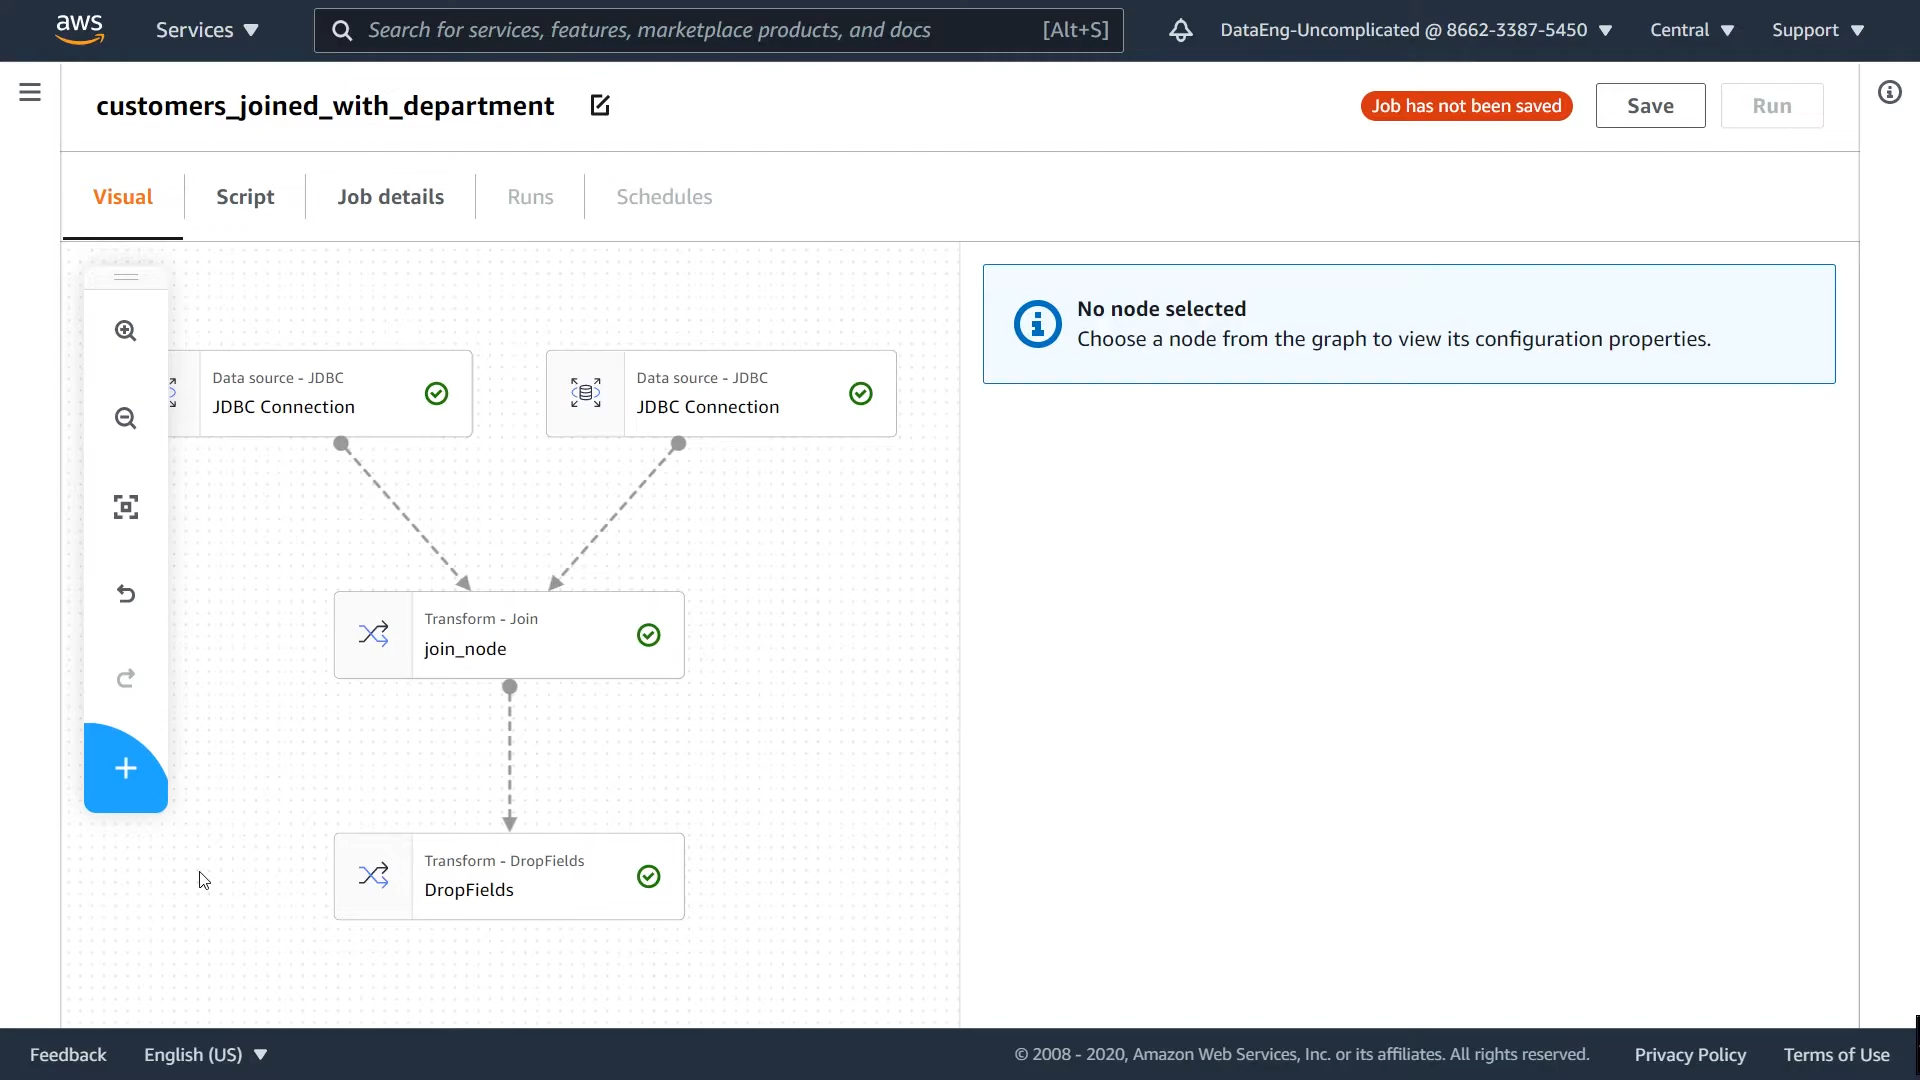 aws
Services
Search for services, features, marketplace products, and docs
[Alt+S]
DataEng-Uncomplicated @ 8662-3387-5450
Central
Support
customers_joined_with_department
Job has not been saved
Save
Run
Visual
Script
Job details
Runs
Schedules
Data source - JDBC
JDBC Connection
Data source - JDBC
JDBC Connection
Transform - Join
join_node
Transform - DropFields
DropFields
No node selected
Choose a node from the graph to view its configuration properties.
Feedback
English (US)
© 2008 - 2020, Amazon Web Services, Inc. or its affiliates. All rights reserved.
Privacy Policy
Terms of Use